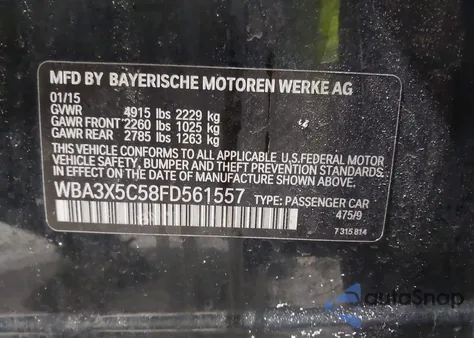 MFD BY BAYERISCHE MOTOREN WERKE AG
01/15
GVWR 4915 lbs 2229 kg
GAWR FRONT 2260 lbs 1025 kg
GAWR REAR 2785 lbs 1263 kg
THIS VEHICLE CONFORMS TO ALL APPLICABLE U.S.FEDERAL MOTOR
VEHICLE SAFETY, BUMPER AND THEFT PREVENTION STANDARDS
IN EFFECT ON THE DATE OF MANUFACTURE SHOWN ABOVE.
WBA3X5C58FD561557 TYPE: PASSENGER CAR
475/9
7 315 814
autoSnap